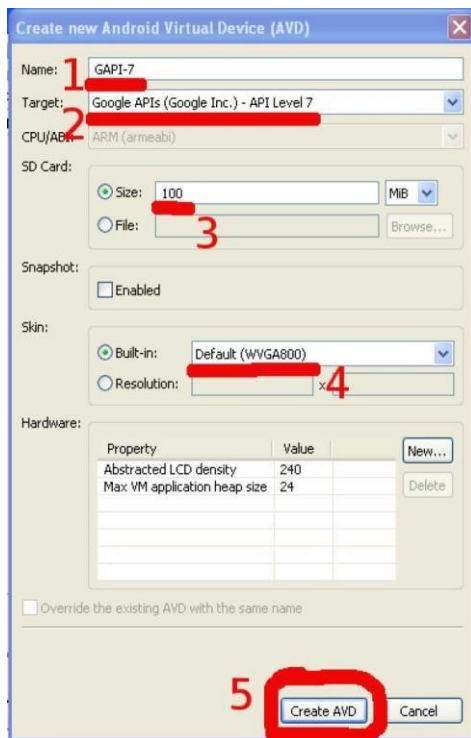 Create new Android Virtual Device (AVD)
Name: GAPI-7
1
Target: Google APIs (Google Inc.) - API Level 7
2
CPU/ABI: ARM (armeabi)
SD Card:
Size: 100 MiB
3
File: Browse...
Snapshot:
Enabled
Skin:
Built-in: Default (WVGA800)
Resolution: x
4
Hardware:
Property Value New...
Abstracted LCD density 240 Delete
Max VM application heap size 24
Override the existing AVD with the same name
5
Create AVD Cancel